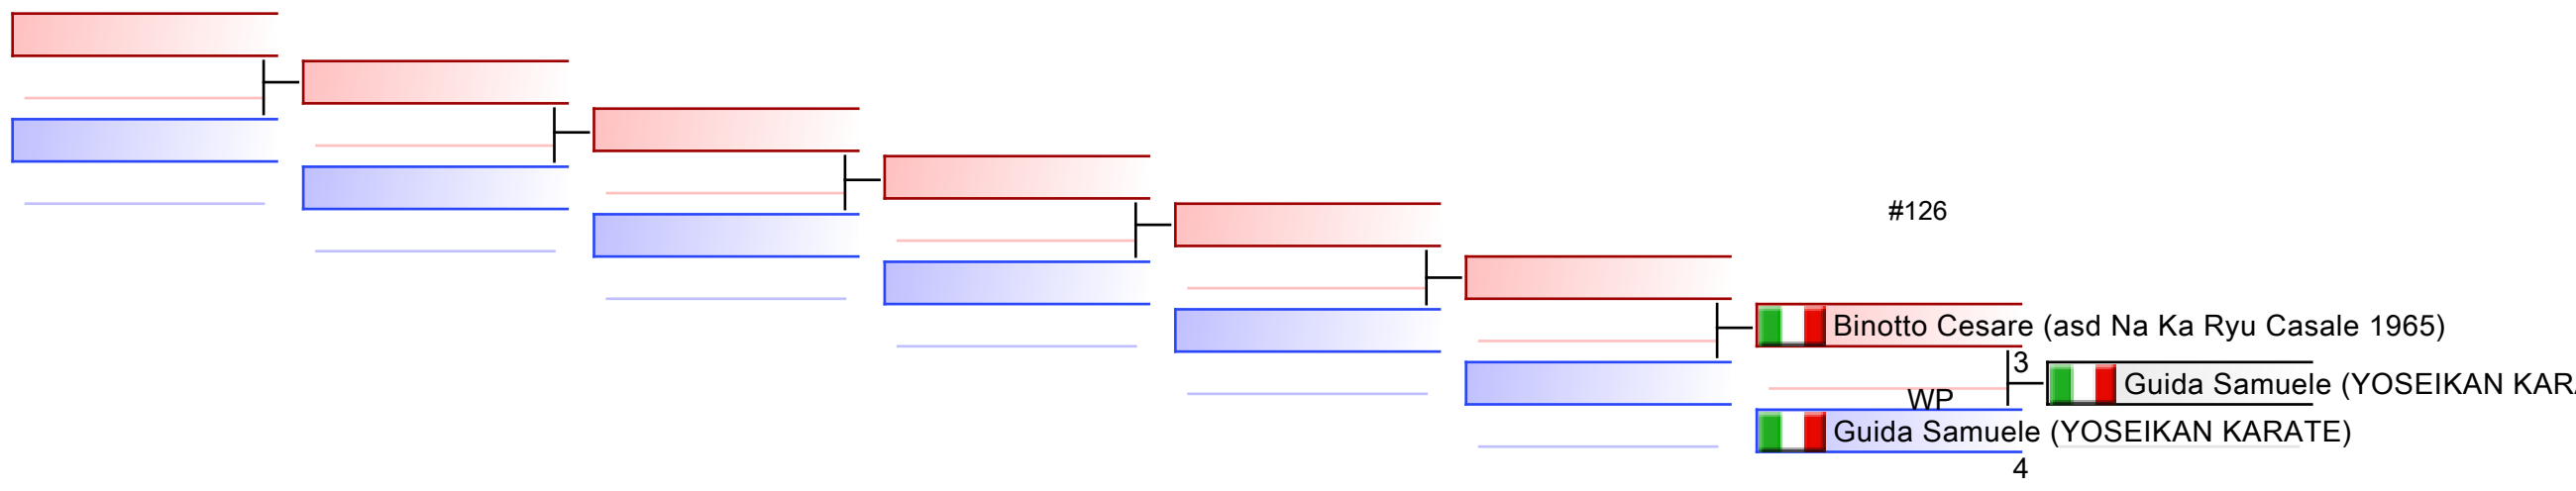 #126
Binotto Cesare (asd Na Ka Ryu Casale 1965)
3
Guida Samuele (YOSEIKAN KAR
WP
Guida Samuele (YOSEIKAN KARATE)
4